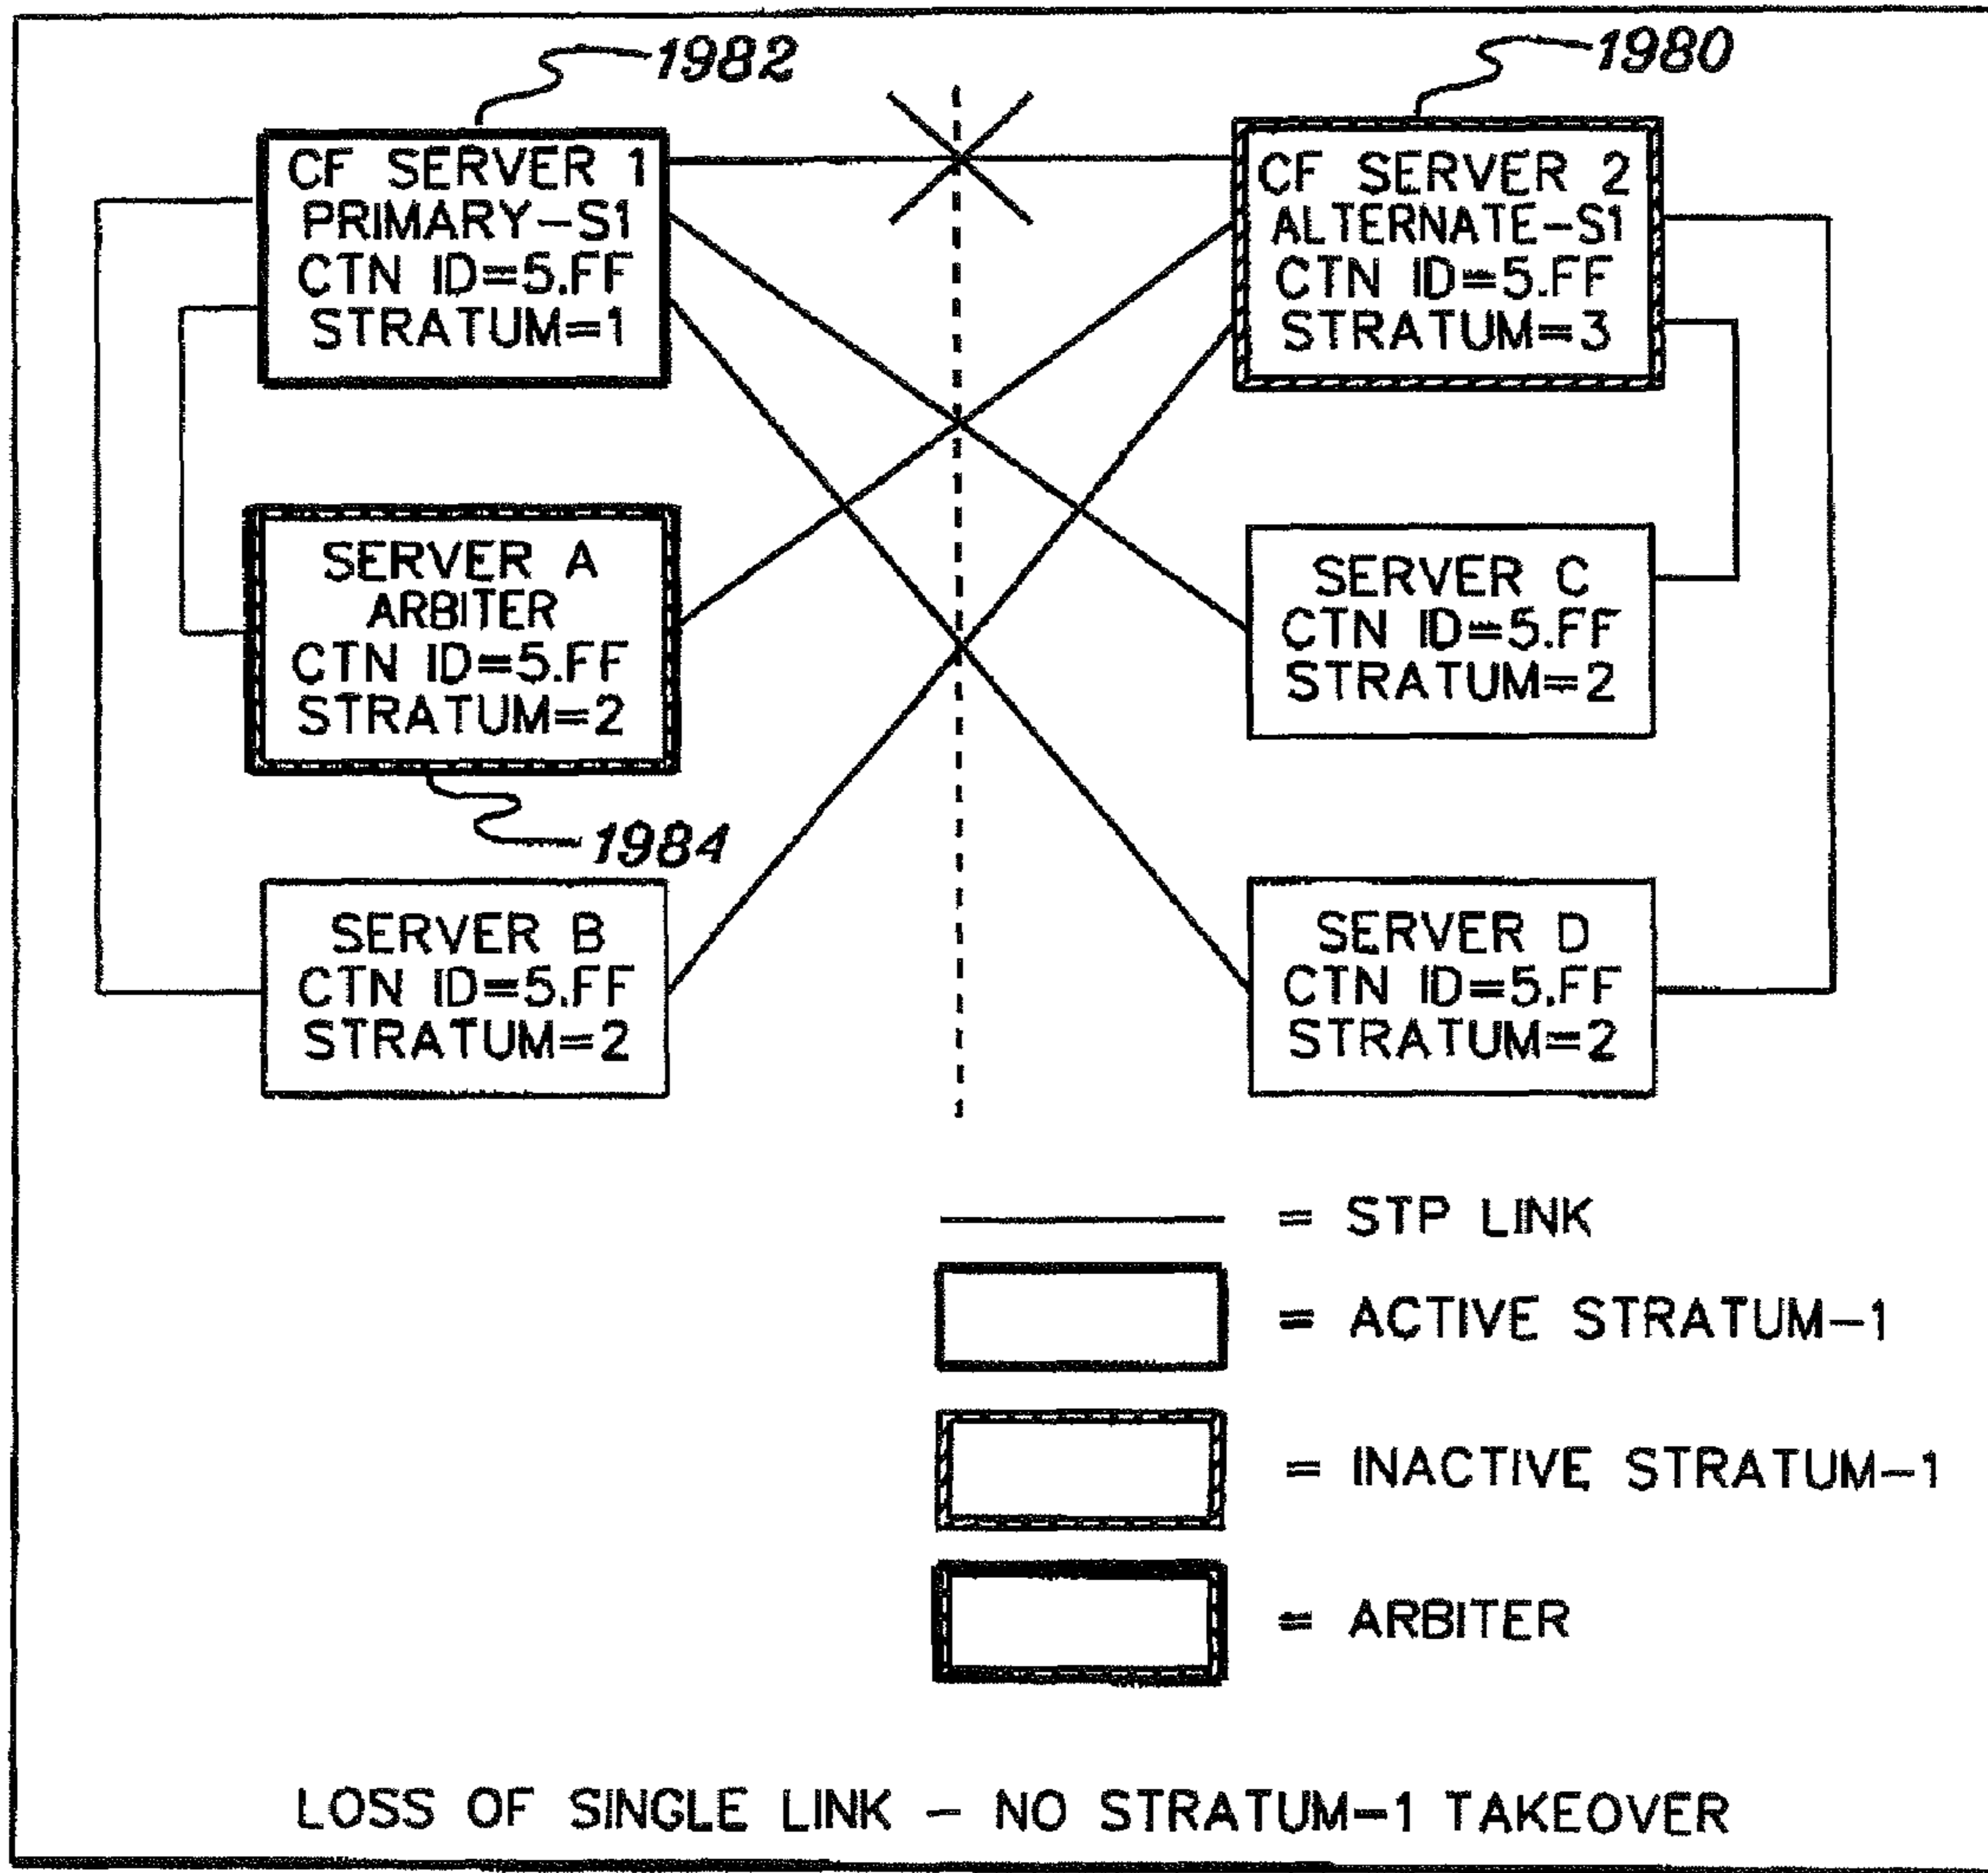 1982
1980
CF SERVER 1
PRIMARY-S1
CTN ID=5.FF
STRATUM=1
CF SERVER 2
ALTERNATE-S1
CTN ID=5.FF
STRATUM=3
SERVER A
ARBITER
CTN ID=5.FF
STRATUM=2
1984
SERVER C
CTN ID=5.FF
STRATUM=2
SERVER B
CTN ID=5.FF
STRATUM=2
SERVER D
CTN ID=5.FF
STRATUM=2
= STP LINK
= ACTIVE STRATUM-1
= INACTIVE STRATUM-1
= ARBITER
LOSS OF SINGLE LINK - NO STRATUM-1 TAKEOVER